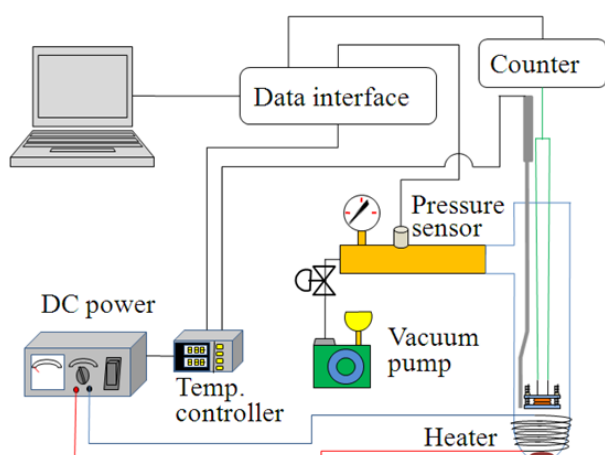 Counter
Data interface
Pressure
sensor
DC power
Vacuum
pump
Temp.
controller
Heater